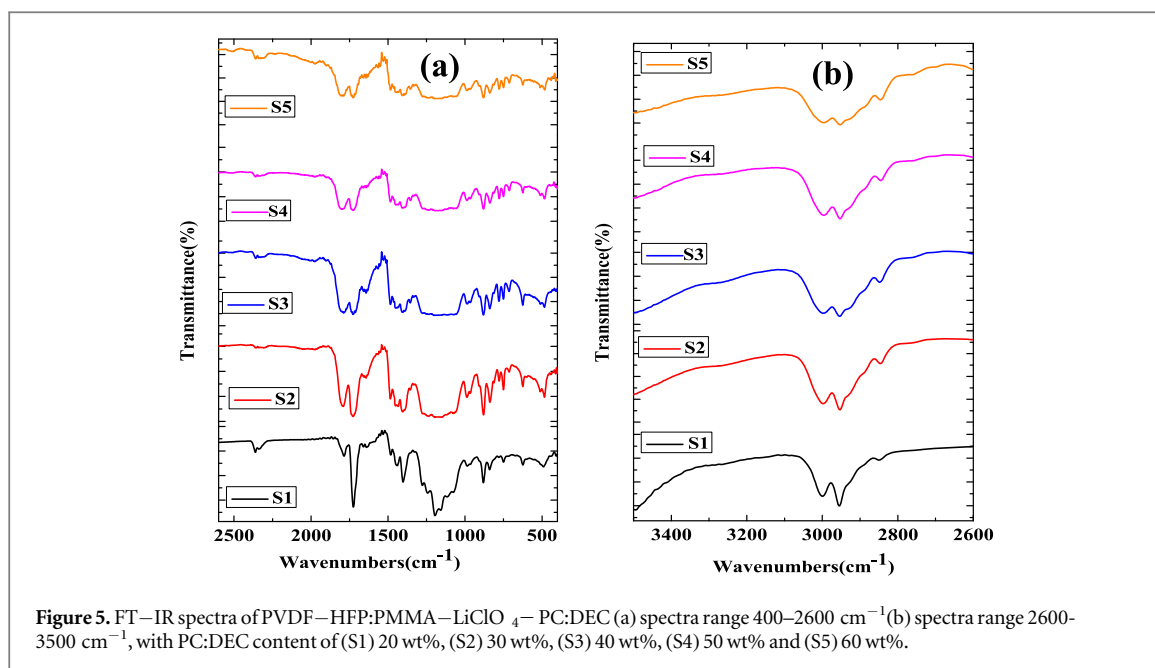 (a)
(b)
S5
S4
S3
S2
S1
Transmittance(%)
2500 2000 1500 1000 500
Wavenumbers(cm⁻¹)
S5
S4
S3
S2
S1
Transmittance(%)
3400 3200 3000 2800 2600
Wavenumbers(cm⁻¹)
Figure 5. FT−IR spectra of PVDF−HFP:PMMA−LiClO ₄− PC:DEC (a) spectra range 400–2600 cm⁻¹(b) spectra range 2600-
3500 cm⁻¹, with PC:DEC content of (S1) 20 wt%, (S2) 30 wt%, (S3) 40 wt%, (S4) 50 wt% and (S5) 60 wt%.